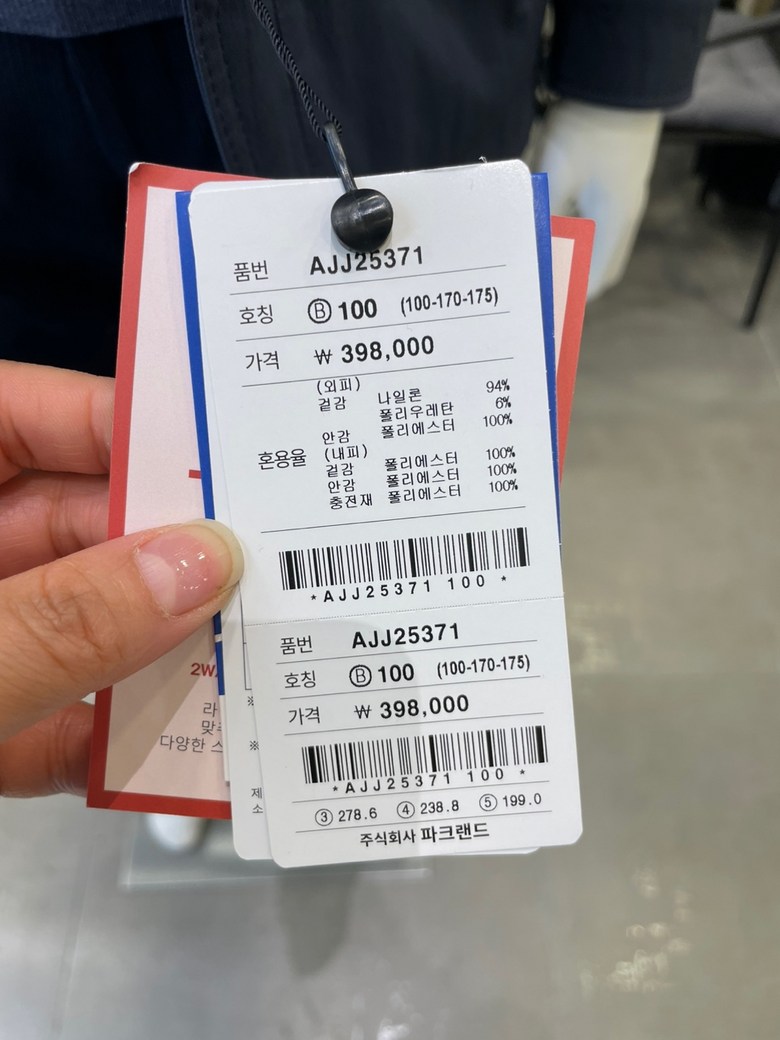 품번 AJJ25371
호칭 Ⓑ 100 (100-170-175)
가격 ₩ 398,000
(외피)
겉감 나일론 94%
폴리우레탄 6%
안감 폴리에스터 100%
혼용율 (내피)
겉감 폴리에스터 100%
안감 폴리에스터 100%
충전재 폴리에스터 100%
*AJJ25371 100 *
품번 AJJ25371
호칭 Ⓑ 100 (100-170-175)
가격 ₩ 398,000
*AJJ25371 100 *
③ 278.6 ④ 238.8 ⑤ 199.0
주식회사 파크랜드
다양한